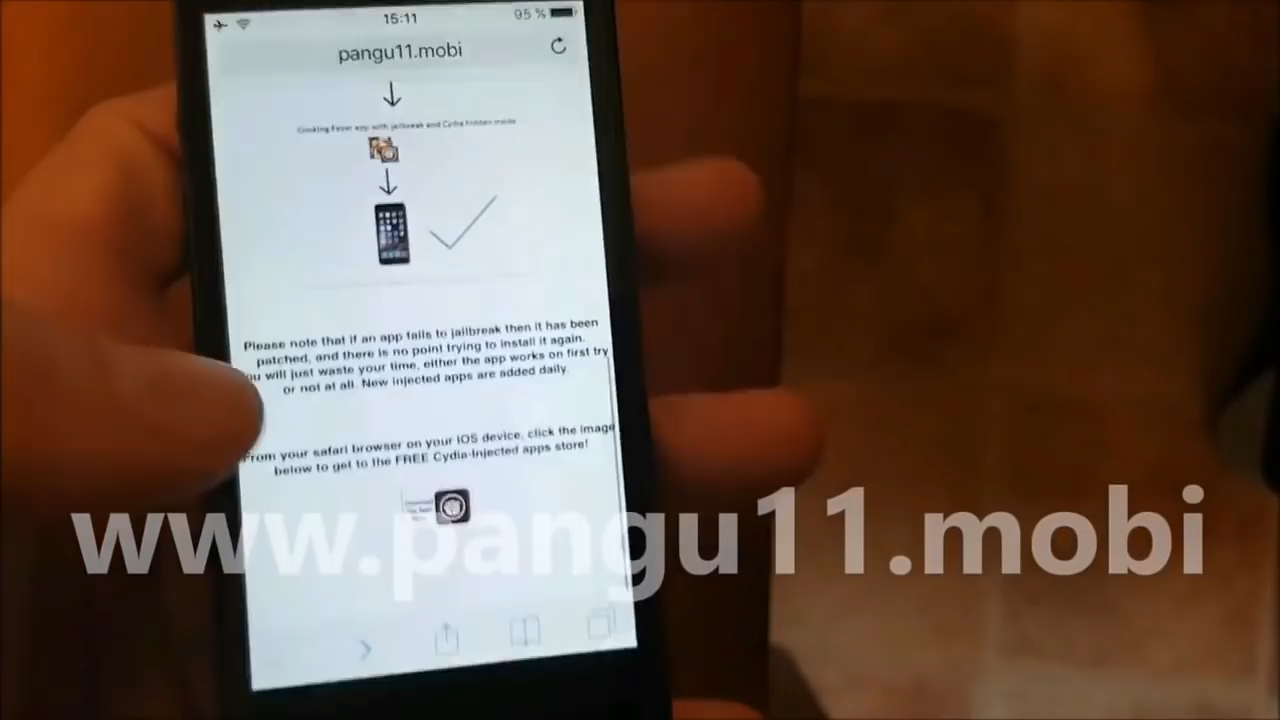 15:11
95 %
pangu11.mobi
Cooking Fever app with jailbreak and Cydia hidden inside
Please note that if an app fails to jailbreak then it has been
patched, and there is no point trying to install it again.
ou will just waste your time, either the app works on first try
or not at all. New injected apps are added daily.
From your safari browser on your iOS device, click the image
below to get to the FREE Cydia-Injected apps store!
www.pangu11.mobi